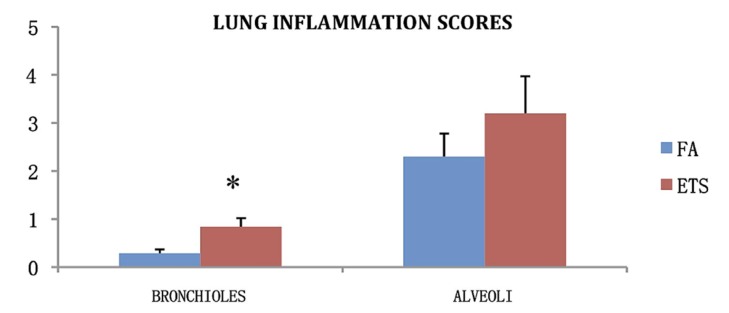 LUNG INFLAMMATION SCORES
5
4
3
2
1
0
*
FA
ETS
BRONCHIOLES
ALVEOLI